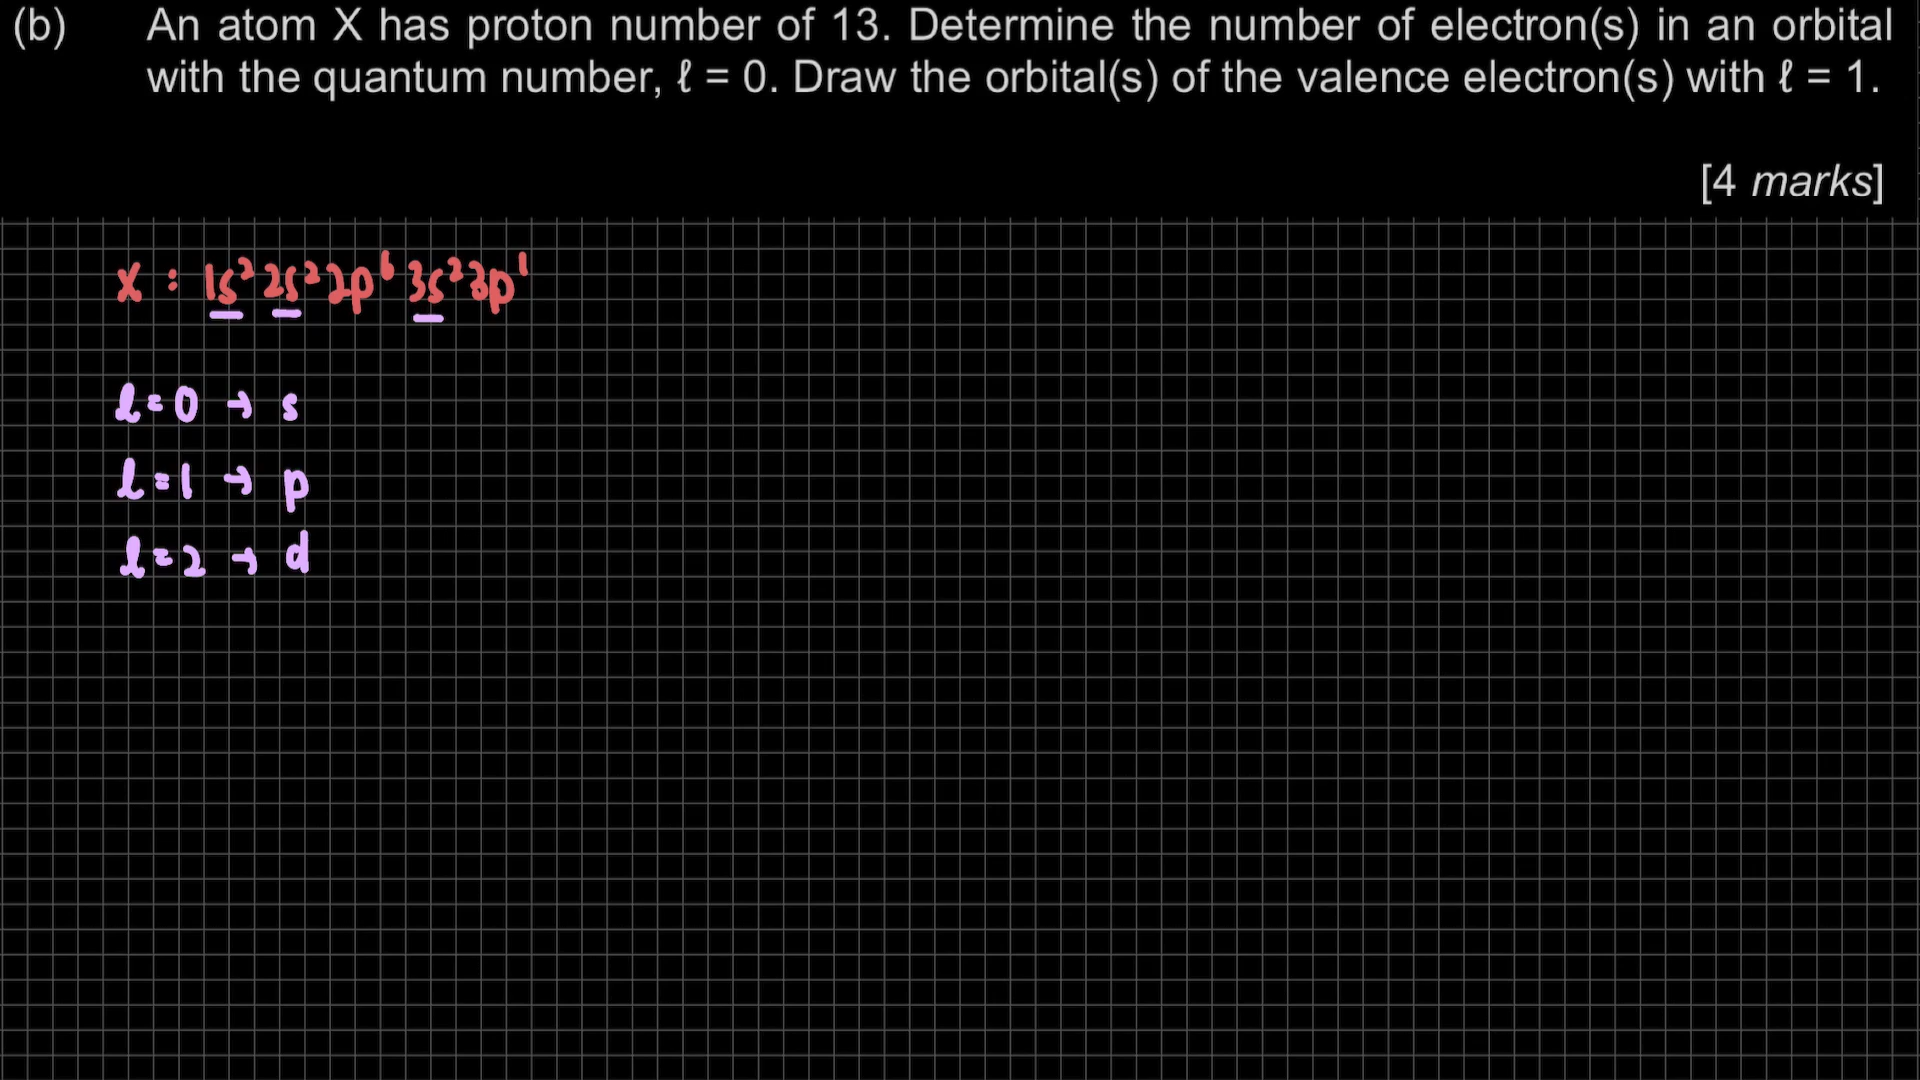 (b) An atom X has proton number of 13. Determine the number of electron(s) in an orbital
with the quantum number, ℓ = 0. Draw the orbital(s) of the valence electron(s) with ℓ = 1.
[4 marks]
X : 1s² 2s² 2p⁶ 3s² 3p¹
ℓ = 0 → s
ℓ = 1 → p
ℓ = 2 → d